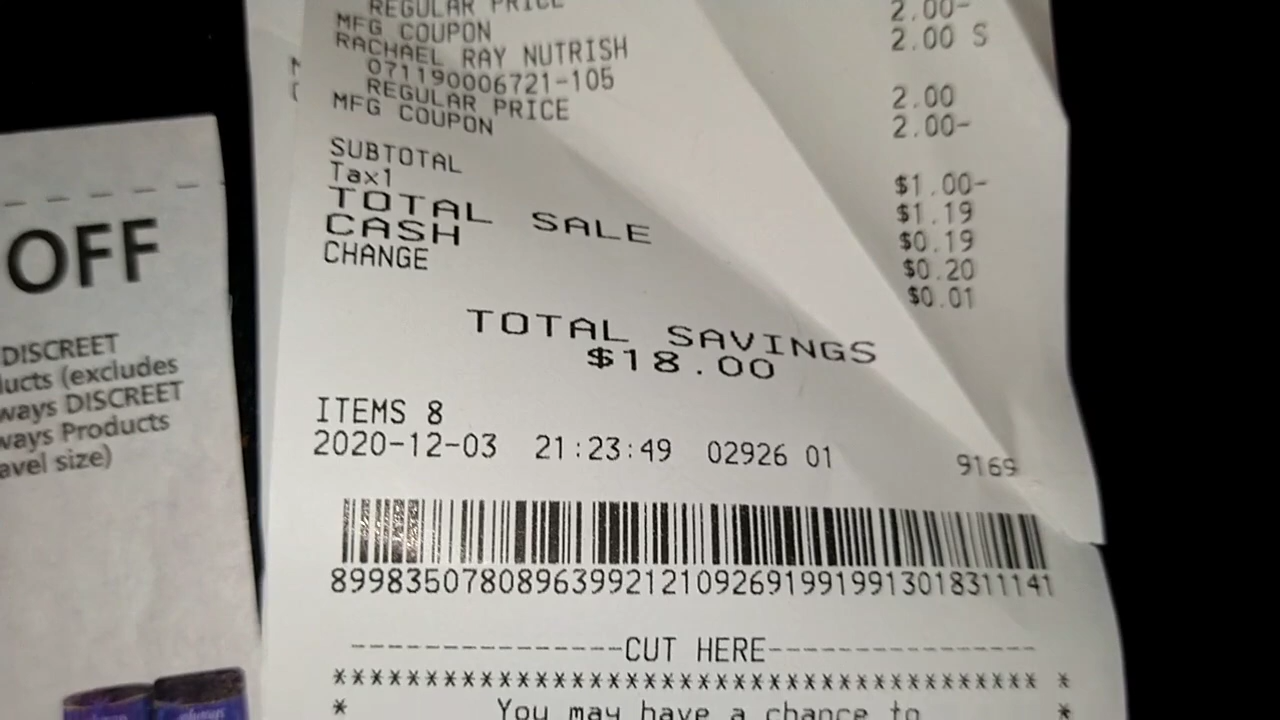 REGULAR PRICE 2.00-
MFG COUPON 2.00 S
RACHAEL RAY NUTRISH
071190006721-105
REGULAR PRICE 2.00
MFG COUPON 2.00-
SUBTOTAL $1.00-
Tax1 $1.19
TOTAL SALE $0.19
CASH $0.20
CHANGE $0.01
TOTAL SAVINGS
$18.00
ITEMS 8
2020-12-03 21:23:49 02926 01 9169
899835078089639921210926919919913018311141
---------------CUT HERE---------------
***************************************** *
* You may have a chance to *
OFF
DISCREET
ucts (excludes
ways DISCREET
ways Products
avel size)